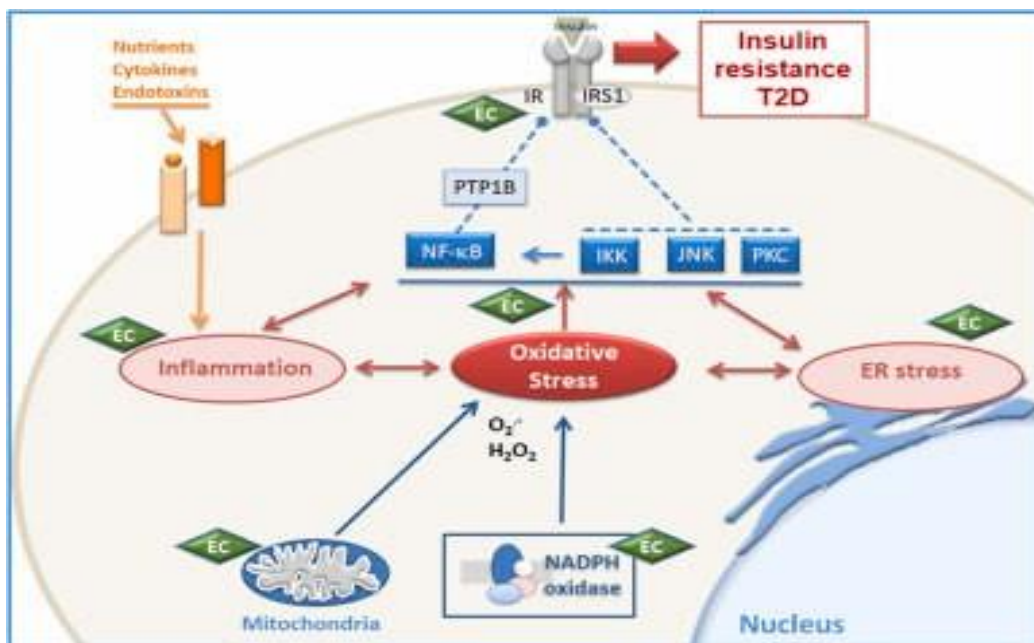 Nutrients
Cytokines
Endotoxins
Insulin
resistance
T2D
IR
IRS1
EC
PTP1B
NF-κB
IKK
JNK
PKC
EC
EC
EC
Inflammation
Oxidative
Stress
ER stress
O₂⁻
H₂O₂
EC
EC
NADPH
oxidase
Mitochondria
Nucleus